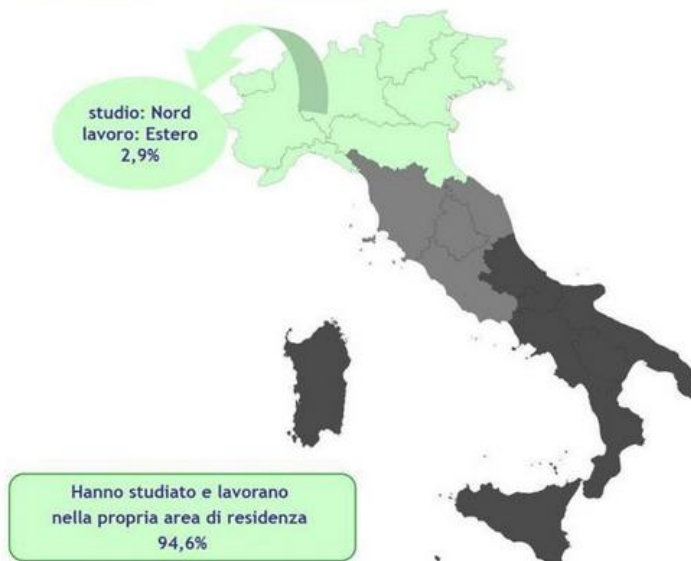 studio: Nord
lavoro: Estero
2,9%
Hanno studiato e lavorano
nella propria area di residenza
94,6%